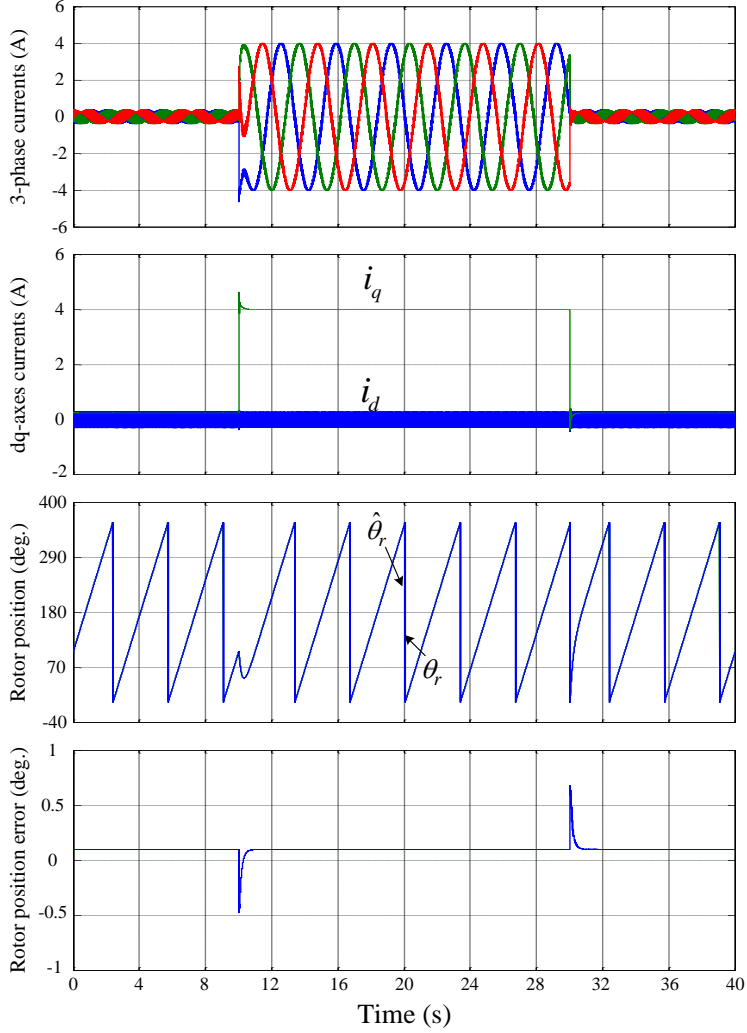 3-phase currents (A)
6
4
2
0
-2
-4
-6
dq-axes currents (A)
6
4
2
0
-2
i_q
i_d
Rotor position (deg.)
400
290
180
70
-40
θ̂_r
θ_r
Rotor position error (deg.)
1
0.5
0
-0.5
-1
0 4 8 12 16 20 24 28 32 36 40
Time (s)